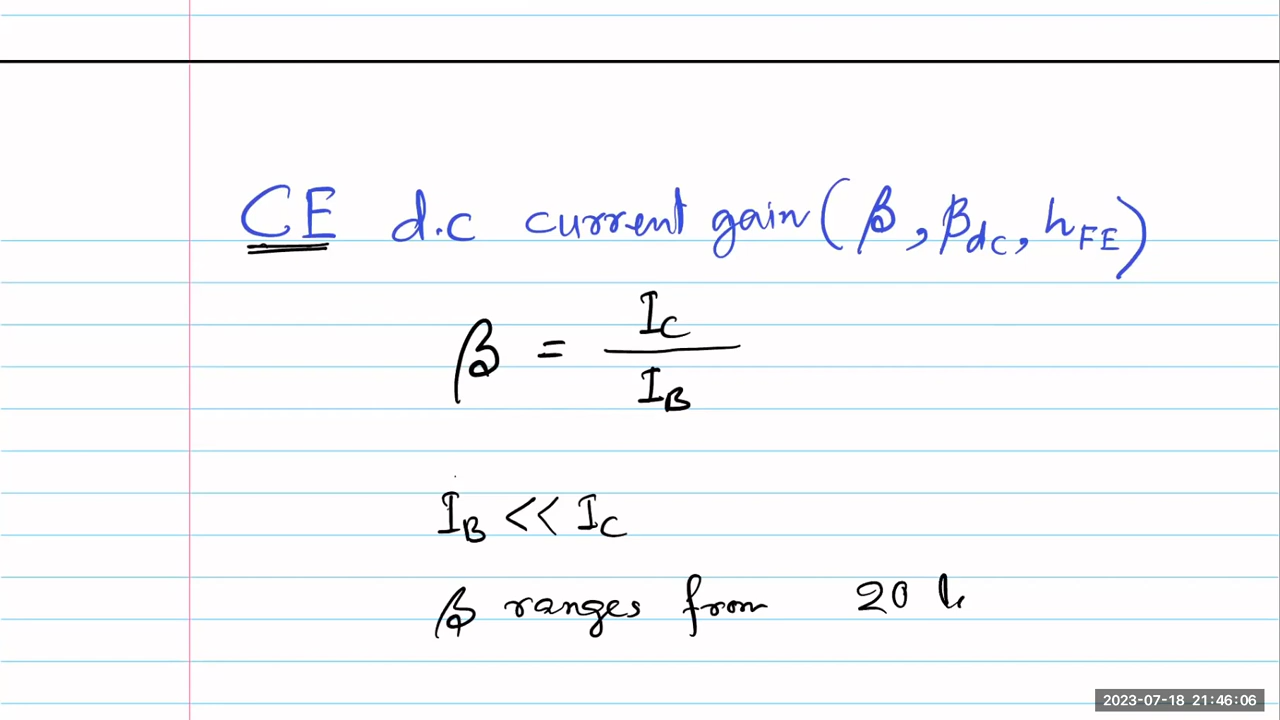 CE d.c current gain (β, βdc, hFE)
β = IC / IB
IB << IC
β ranges from 20
2023-07-18 21:46:06